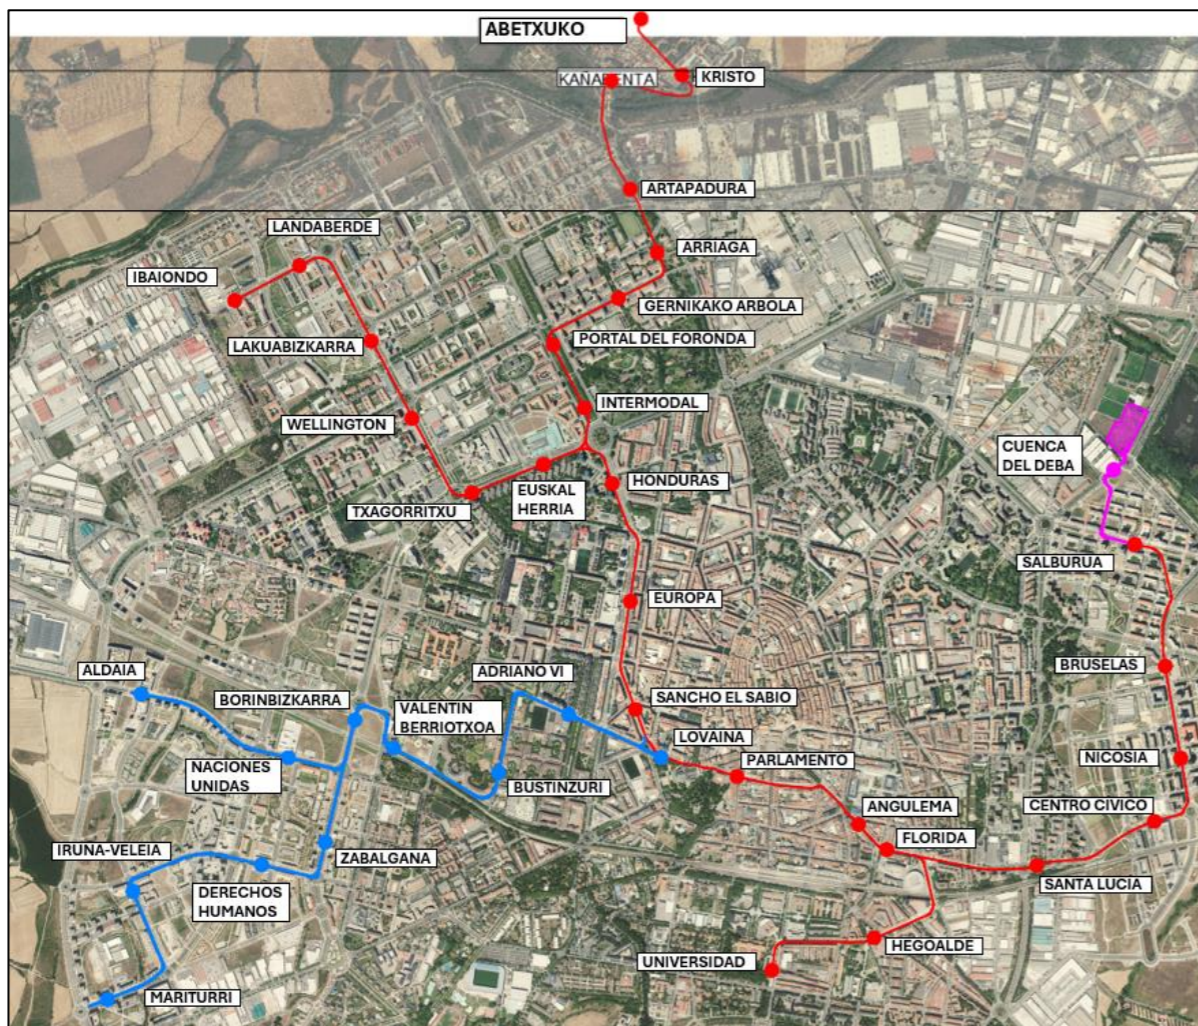 ABETXUKO
KRISTO
ARTAPADURA
LANDABERDE
ARRIAGA
IBAIONDO
GERNIKAKO ARBOLA
LAKUABIZKARRA
PORTAL DEL FORONDA
INTERMODAL
WELLINGTON
CUENCA
DEL DEBA
EUSKAL
HERRIA
HONDURAS
TXAGORRITXU
SALBURUA
EUROPA
ALDAIA
ADRIANO VI
BRUSELAS
BORINBIZKARRA
VALENTIN
BERRIOTXOA
SANCHO EL SABIO
LOVAINA
NACIONES
UNIDAS
BUSTINZURI
PARLAMENTO
NICOSIA
ANGULEMA
CENTRO CIVICO
FLORIDA
IRUÑA-VELEIA
ZABALGANA
SANTA LUCIA
DERECHOS
HUMANOS
HEGOALDE
UNIVERSIDAD
MARITURRI